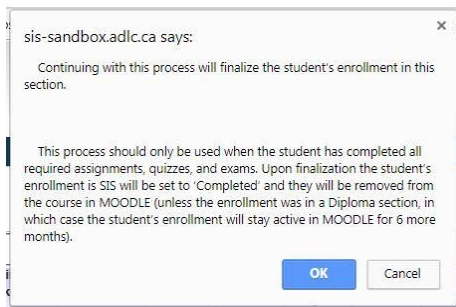 sis-sandbox.adlc.ca says:
Continuing with this process will finalize the student's enrollment in this
section.
This process should only be used when the student has completed all
required assignments, quizzes, and exams. Upon finalization the student's
enrollment is SIS will be set to 'Completed' and they will be removed from
the course in MOODLE (unless the enrollment was in a Diploma section, in
which case the student's enrollment will stay active in MOODLE for 6 more
months).
OK
Cancel